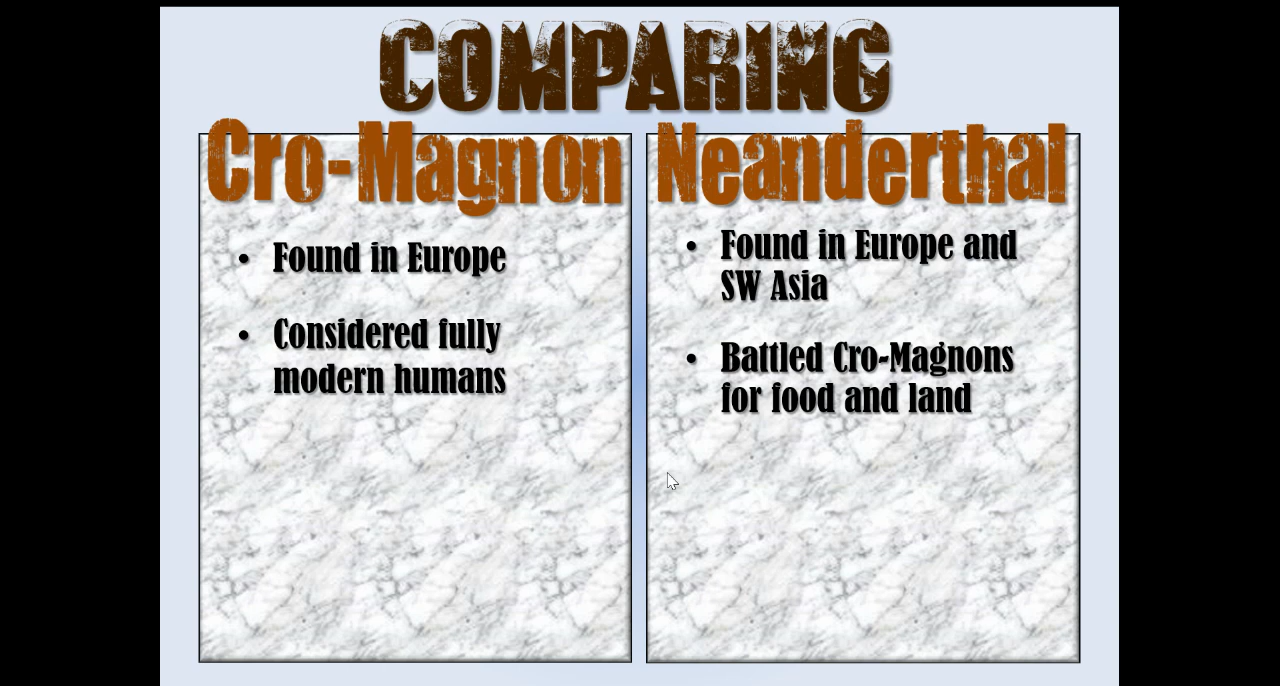 COMPARING
Cro-Magnon
• Found in Europe
• Considered fully
modern humans
Neanderthal
• Found in Europe and
SW Asia
• Battled Cro-Magnons
for food and land